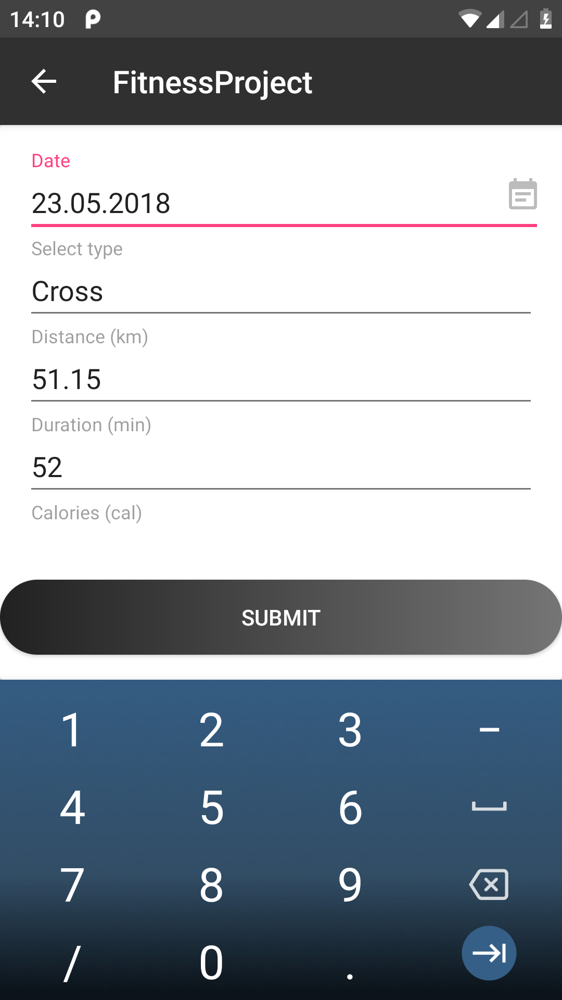 14:10
FitnessProject
Date
23.05.2018
Select type
Cross
Distance (km)
51.15
Duration (min)
52
Calories (cal)
SUBMIT
1 2 3 –
4 5 6
7 8 9
/ 0 .